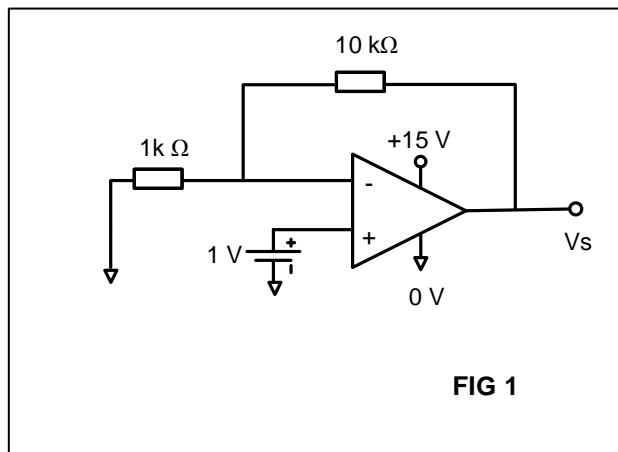 10 kΩ
1k Ω
+15 V
-
+
1 V
+
-
0 V
Vs
FIG 1